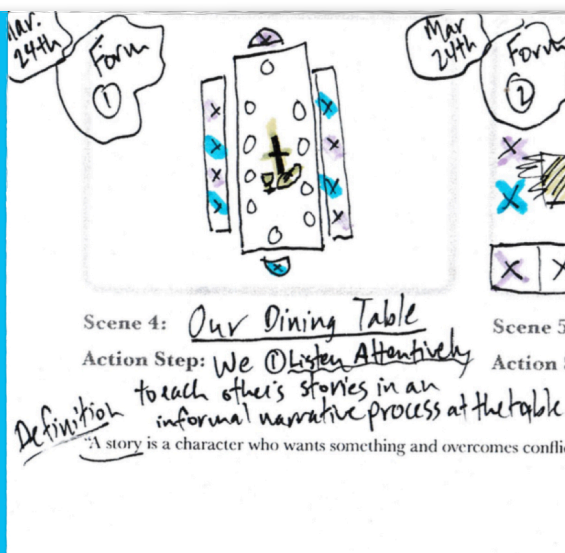 Mar.
24th
Form
①
Mar
24th
Form
②
X
X
X
X
X
X
X
X
X
X
X
X
X
Scene 4: Our Dining Table
Scene 5
Action Step: We ① Listen Attentively
Action
to each other's stories in an
informal narrative process at the table
Definition
"A story is a character who wants something and overcomes conflic